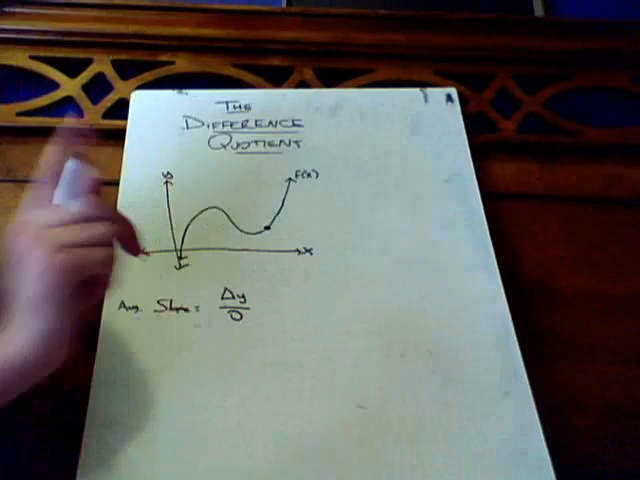 THE
DIFFERENCE
QUOTIENT
y
F(x)
x
Avg. Slope = Δy/0